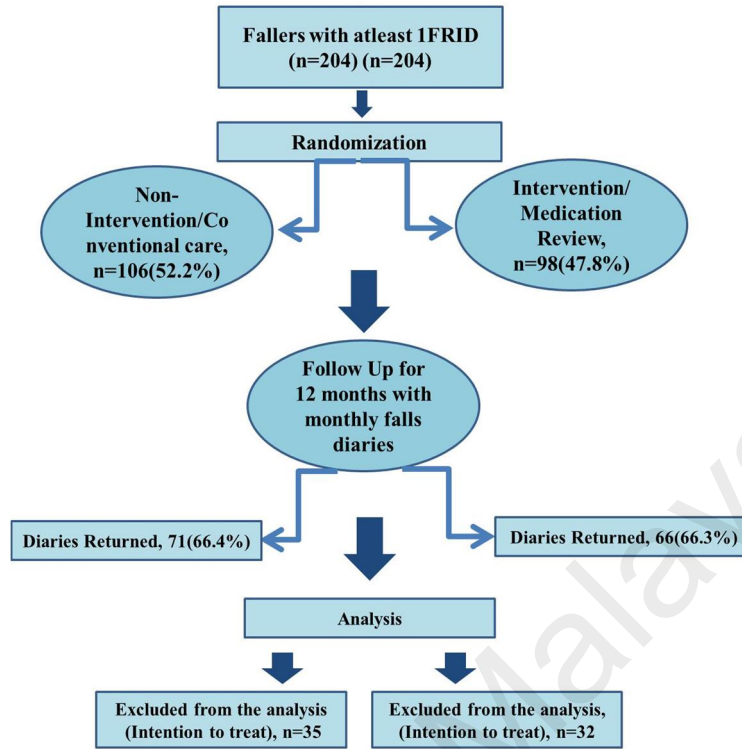 Fallers with atleast 1FRID
(n=204) (n=204)
Randomization
Non-
Intervention/Co
nventional care,
n=106(52.2%)
Intervention/
Medication
Review,
n=98(47.8%)
Follow Up for
12 months with
monthly falls
diaries
Diaries Returned, 71(66.4%)
Diaries Returned, 66(66.3%)
Analysis
Excluded from the analysis
(Intention to treat), n=35
Excluded from the analysis,
(Intention to treat), n=32
Malaya